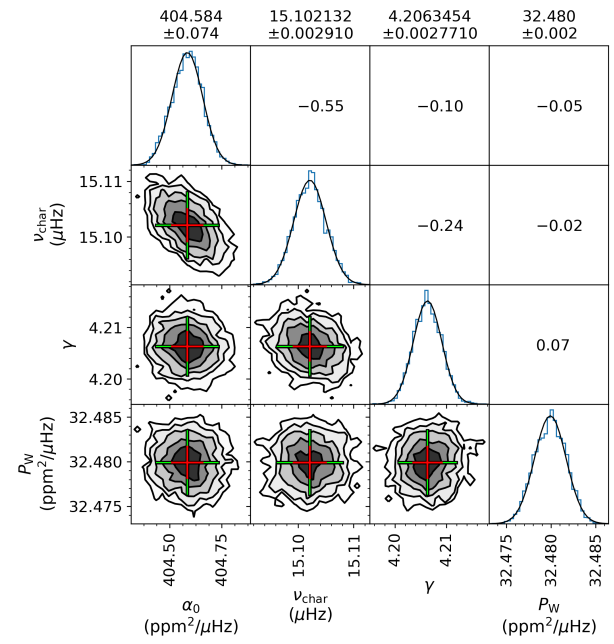 404.584 15.102132 4.2063454 32.480
±0.074 ±0.002910 ±0.0027710 ±0.002
−0.55 −0.10 −0.05
15.11
15.10
ν_char
(μHz)
−0.24 −0.02
4.21
4.20
γ
0.07
32.485
32.480
32.475
P_W
(ppm²/μHz)
404.50 404.75 15.10 15.11 4.20 4.21 32.475 32.480 32.485
α₀ ν_char γ P_W
(ppm²/μHz) (μHz) (ppm²/μHz)